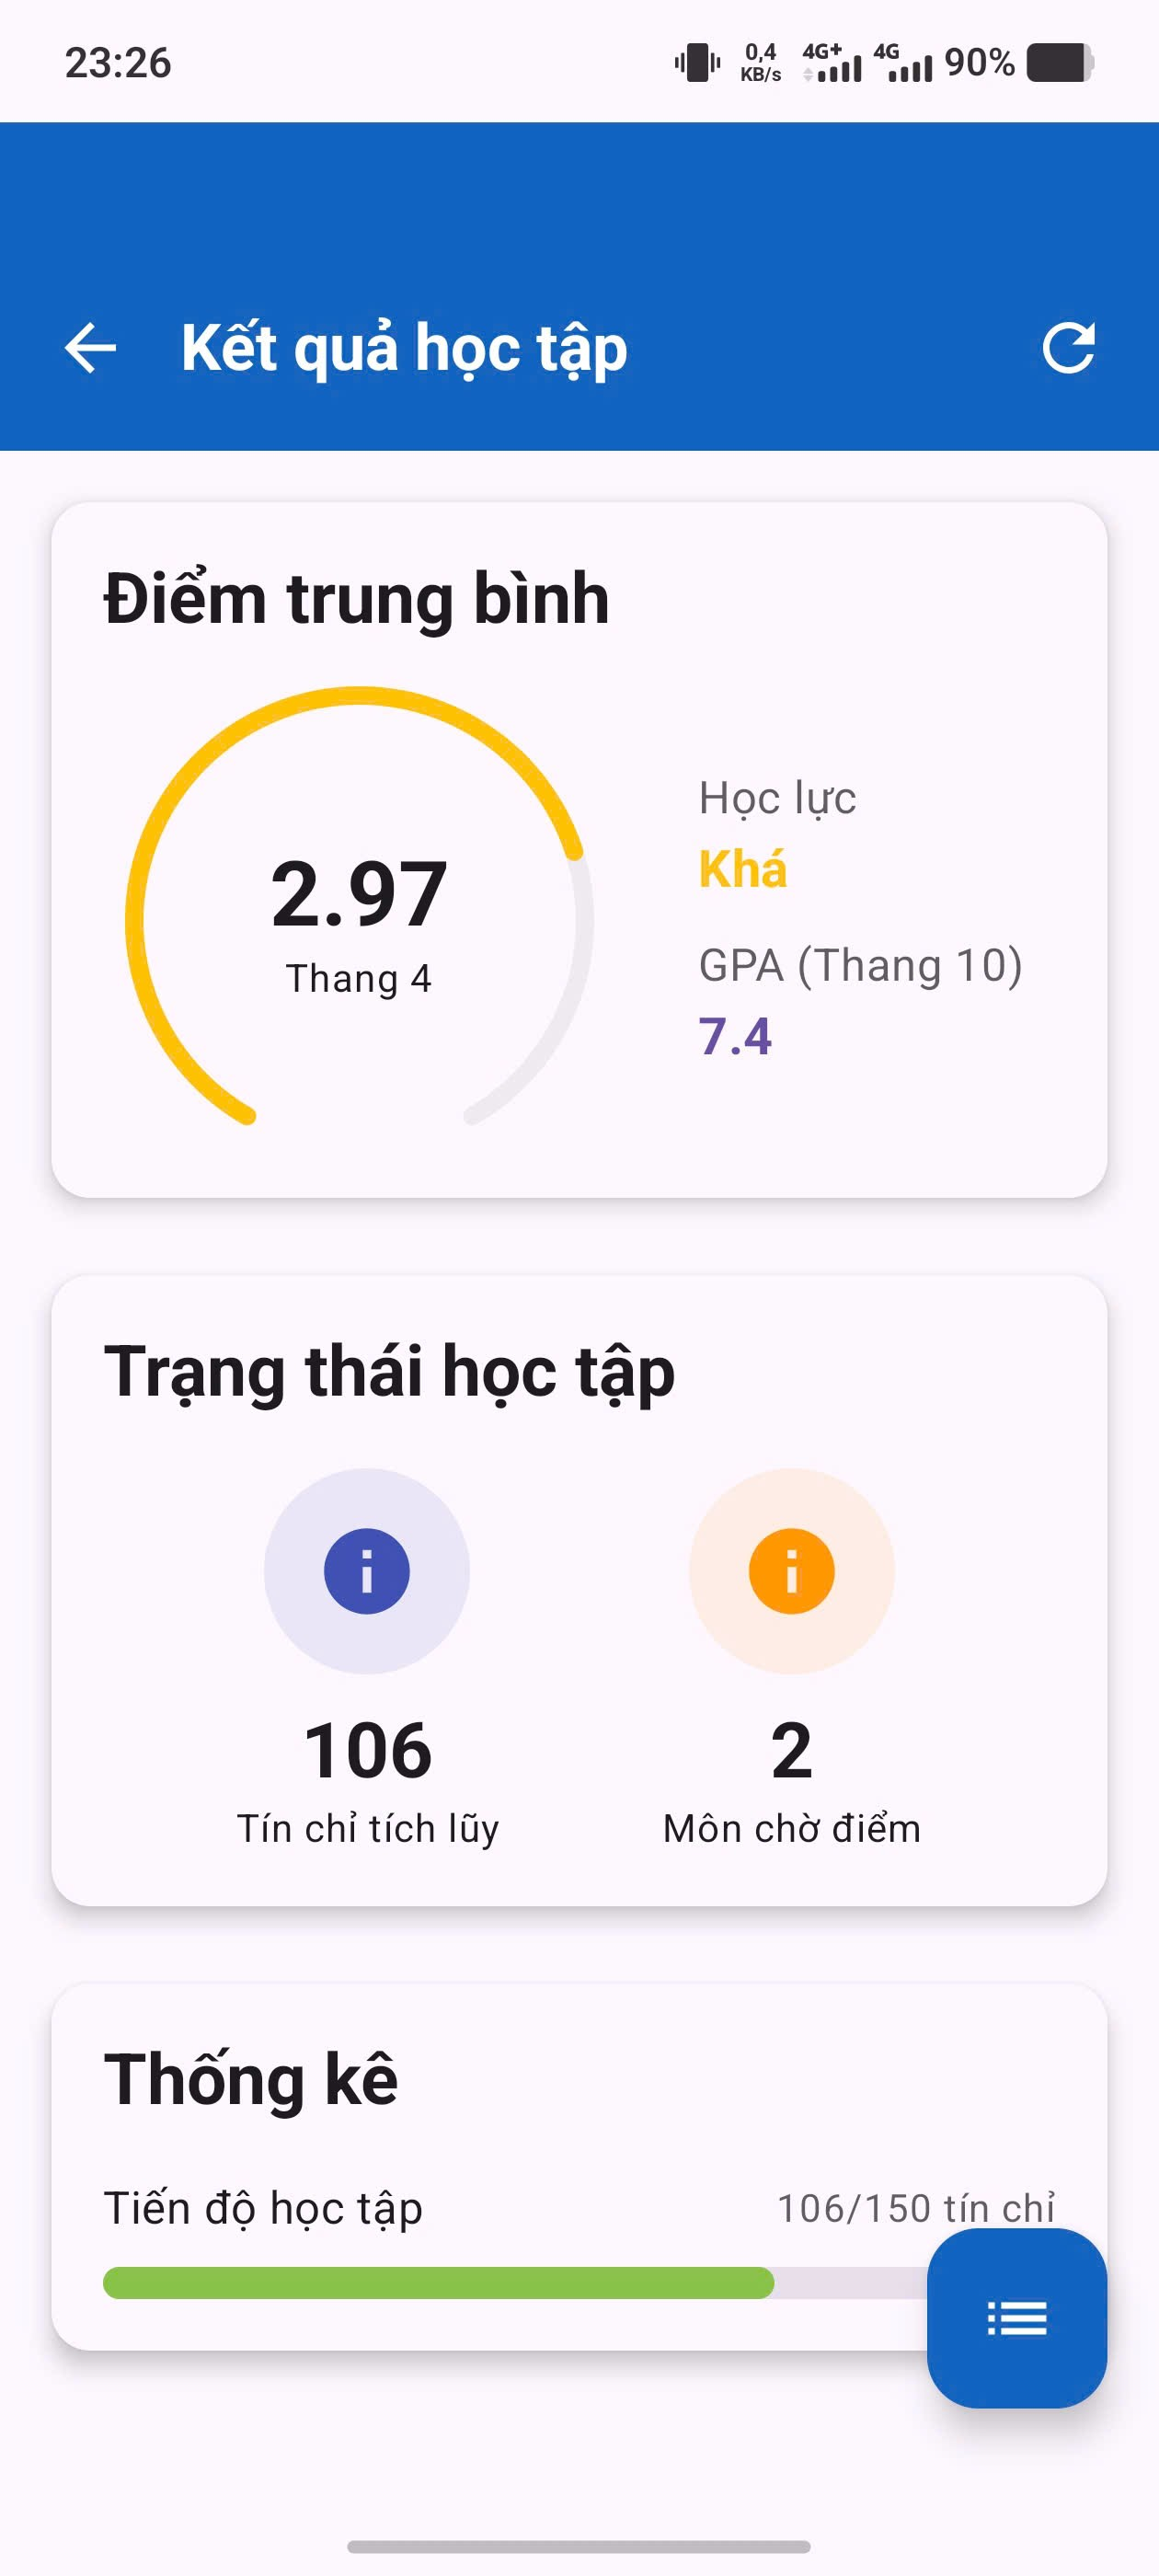 23:26
0,4 KB/s 4G+ 4G 90%
Kết quả học tập
Điểm trung bình
2.97
Thang 4
Học lực
Khá
GPA (Thang 10)
7.4
Trạng thái học tập
106
Tín chỉ tích lũy
2
Môn chờ điểm
Thống kê
Tiến độ học tập
106/150 tín chỉ